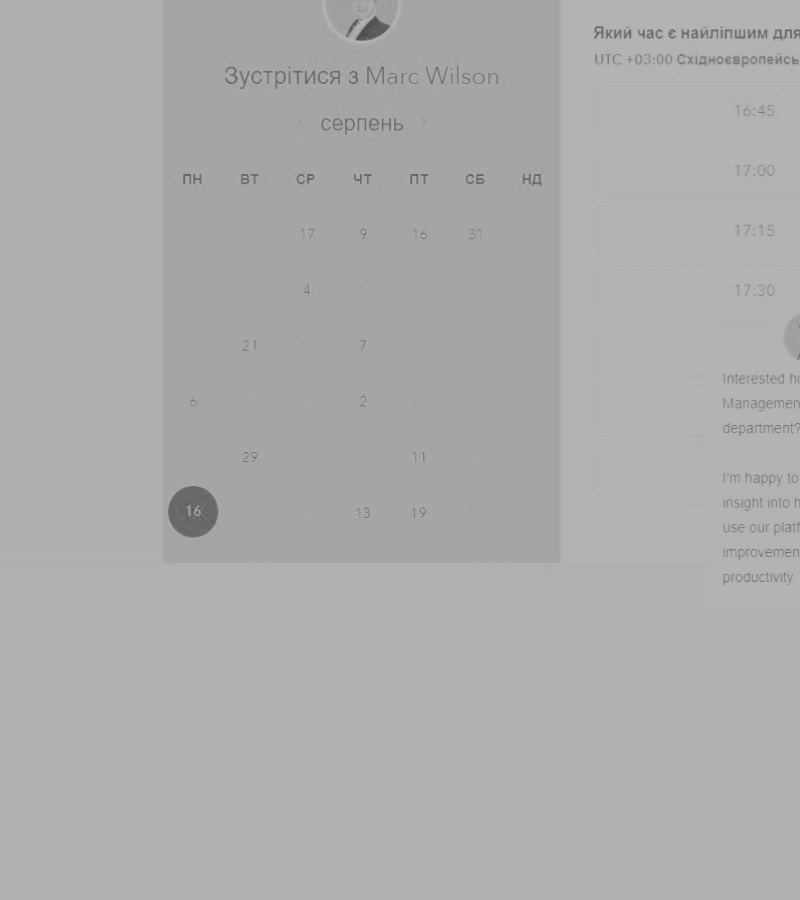 Зустрітися з Marc Wilson
‹ серпень ›
ПН ВТ СР ЧТ ПТ СБ НД
17 9 16 31
4
21 7
6 2
29 11
16 13 19
Який час є найліпшим для
UTC +03:00 Східноєвропейсь
16:45
17:00
17:15
17:30
Interested
Managemen
department?
I'm happy to
insight into
use our platf
improvemen
productivity.